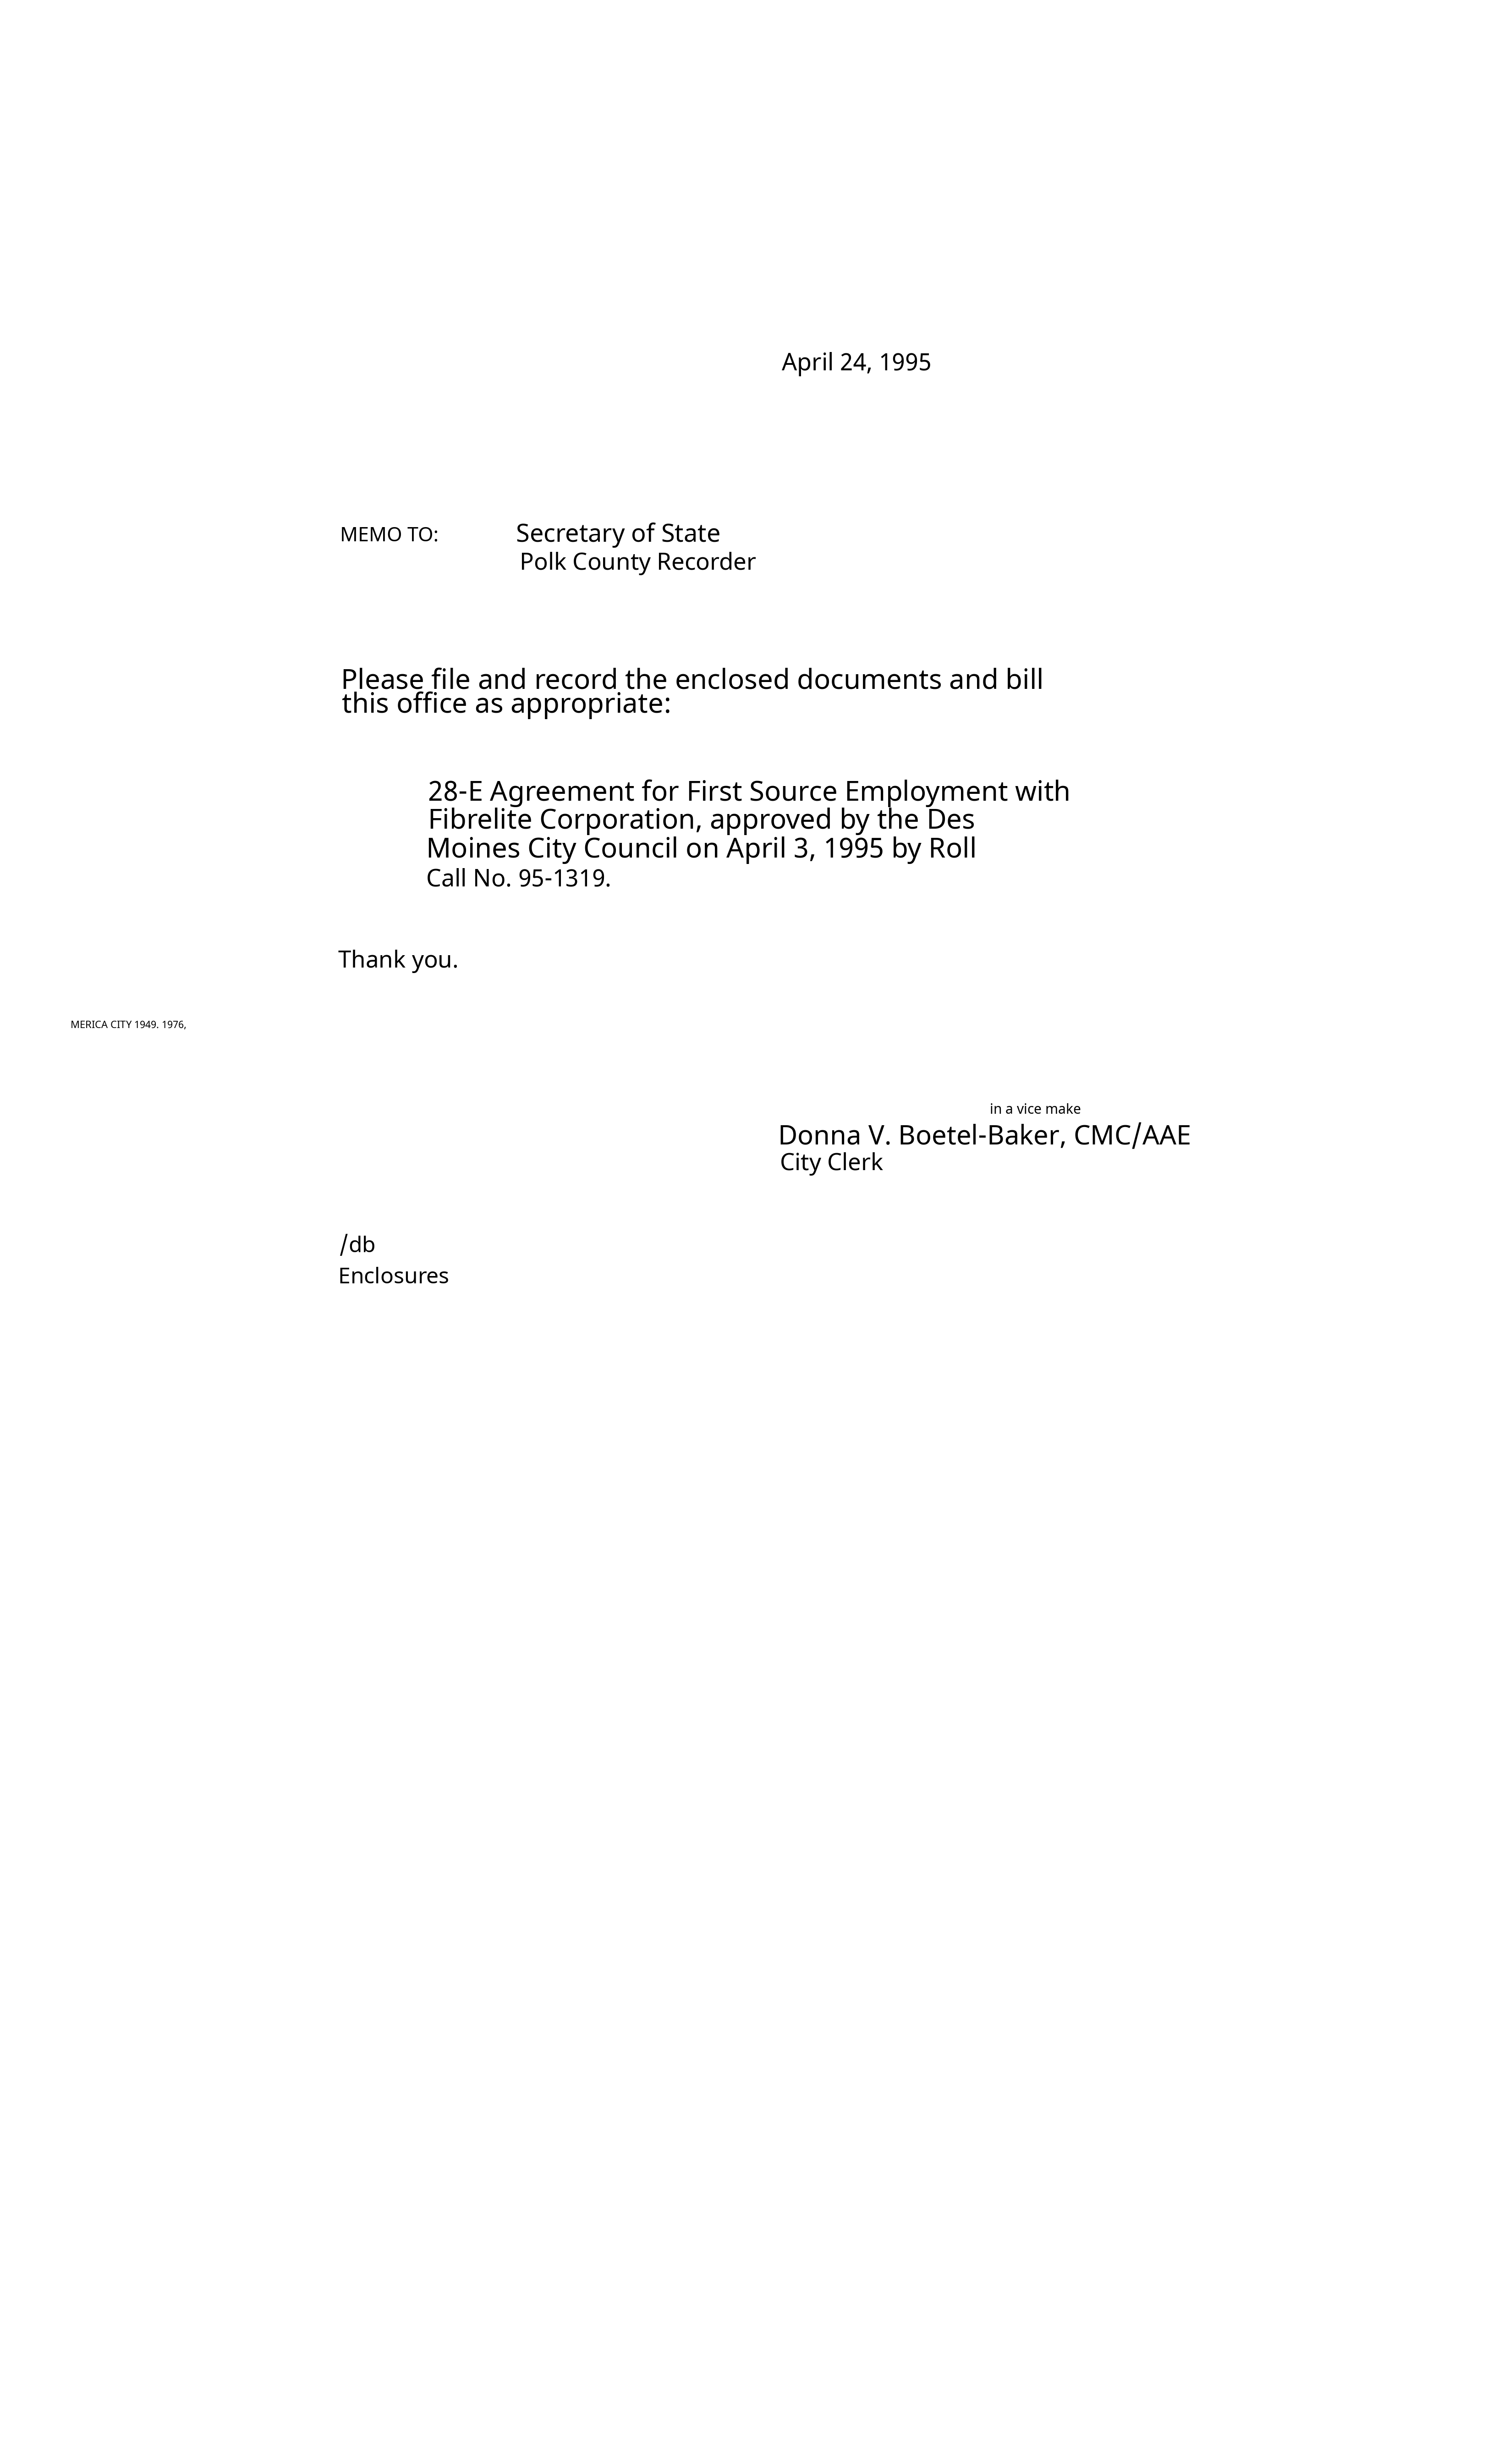 April 24, 1995
MEMO TO: Secretary of State
Polk County Recorder
Please file and record the enclosed documents and bill
this office as appropriate:
28-E Agreement for First Source Employment with
Fibrelite Corporation, approved by the Des
Moines City Council on April 3, 1995 by Roll
Call No. 95-1319.
Thank you.
MERICA CITY 1949. 1976,
in a vice make
Donna V. Boetel-Baker, CMC/AAE
City Clerk
/db
Enclosures